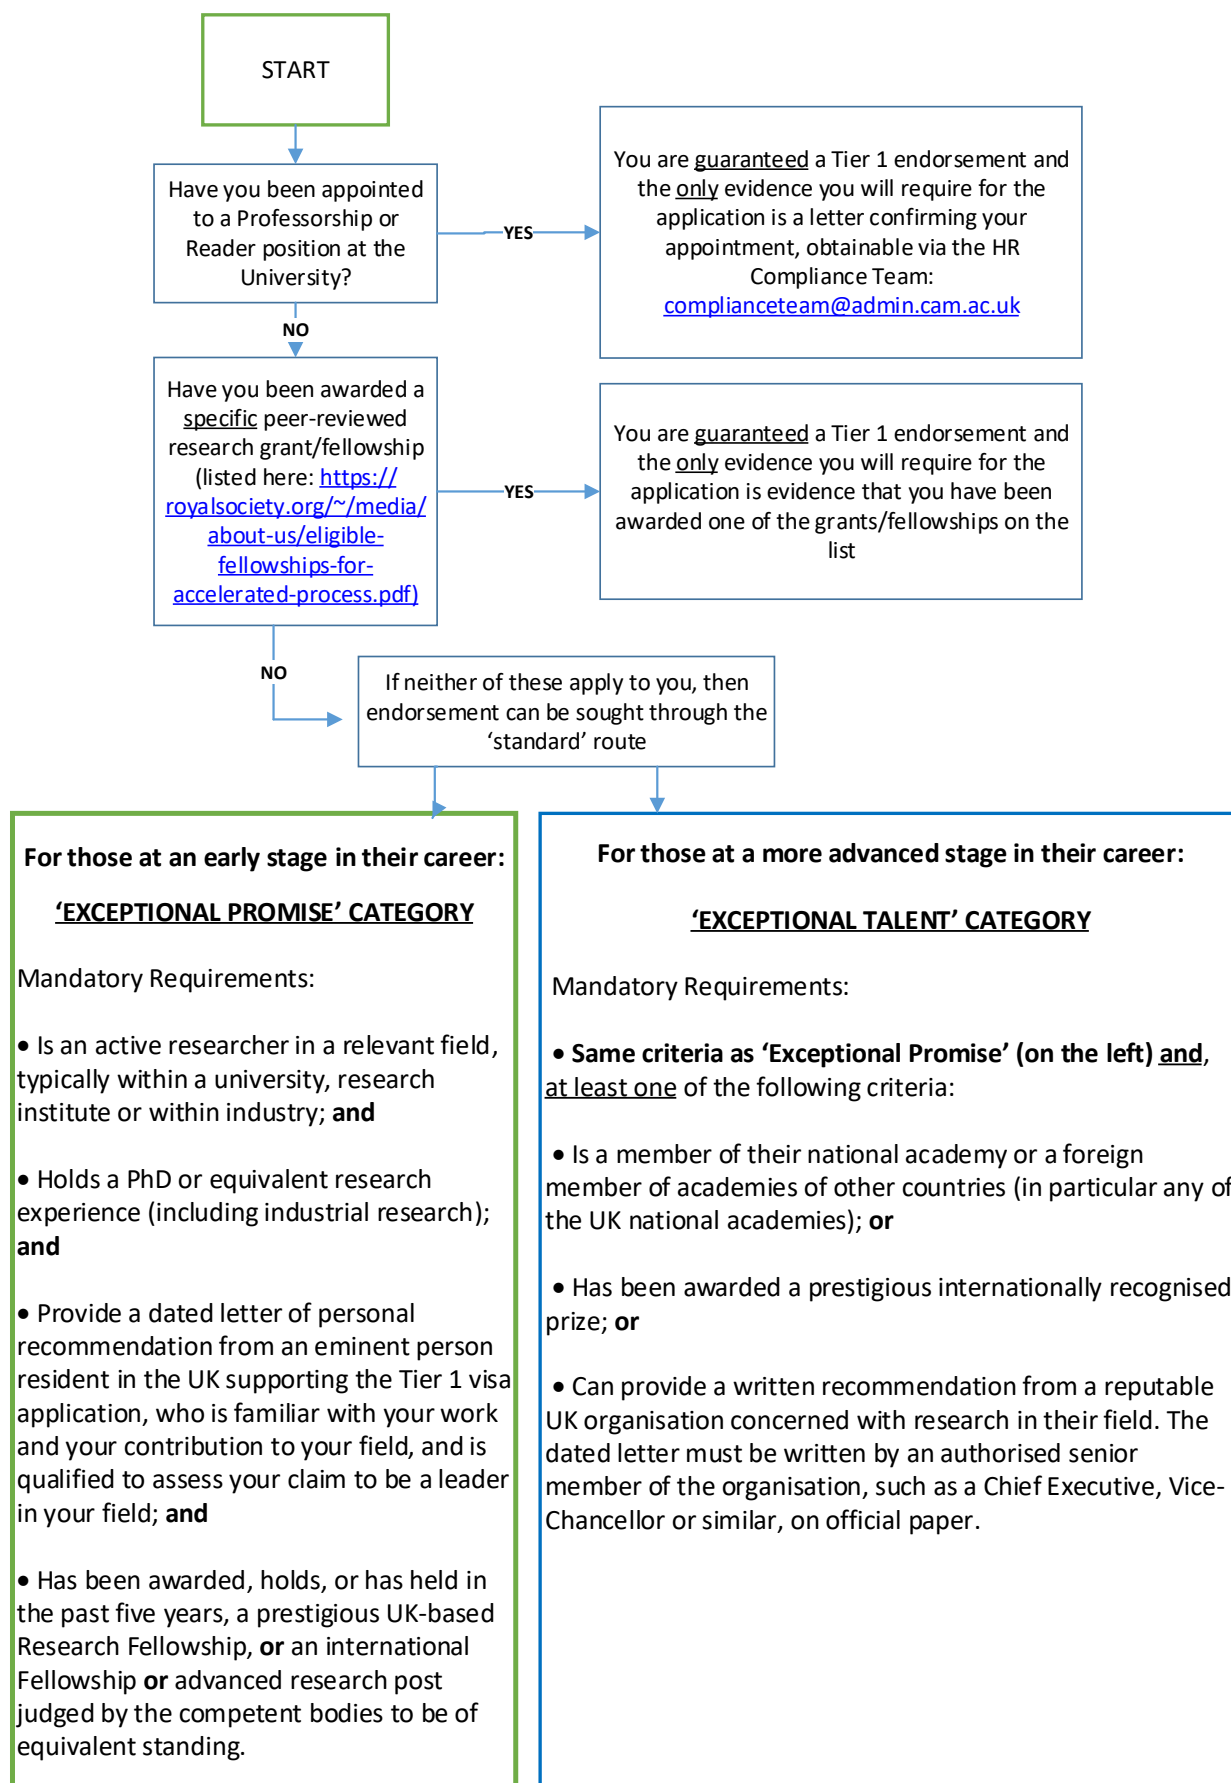 START
Have you been appointed
to a Professorship or
Reader position at the
University?
YES
You are guaranteed a Tier 1 endorsement and
the only evidence you will require for the
application is a letter confirming your
appointment, obtainable via the HR
Compliance Team:
complianceteam@admin.cam.ac.uk
NO
Have you been awarded a
specific peer-reviewed
research grant/fellowship
(listed here: https://
royalsociety.org/~/media/
about-us/eligible-
fellowships-for-
accelerated-process.pdf)
YES
You are guaranteed a Tier 1 endorsement and
the only evidence you will require for the
application is evidence that you have been
awarded one of the grants/fellowships on the
list
NO
If neither of these apply to you, then
endorsement can be sought through the
‘standard’ route
For those at an early stage in their career:
‘EXCEPTIONAL PROMISE’ CATEGORY
Mandatory Requirements:
• Is an active researcher in a relevant field,
typically within a university, research
institute or within industry; and
• Holds a PhD or equivalent research
experience (including industrial research);
and
• Provide a dated letter of personal
recommendation from an eminent person
resident in the UK supporting the Tier 1 visa
application, who is familiar with your work
and your contribution to your field, and is
qualified to assess your claim to be a leader
in your field; and
• Has been awarded, holds, or has held in
the past five years, a prestigious UK-based
Research Fellowship, or an international
Fellowship or advanced research post
judged by the competent bodies to be of
equivalent standing.
For those at a more advanced stage in their career:
‘EXCEPTIONAL TALENT’ CATEGORY
Mandatory Requirements:
• Same criteria as ‘Exceptional Promise’ (on the left) and,
at least one of the following criteria:
• Is a member of their national academy or a foreign
member of academies of other countries (in particular any of
the UK national academies); or
• Has been awarded a prestigious internationally recognised
prize; or
• Can provide a written recommendation from a reputable
UK organisation concerned with research in their field. The
dated letter must be written by an authorised senior
member of the organisation, such as a Chief Executive, Vice-
Chancellor or similar, on official paper.